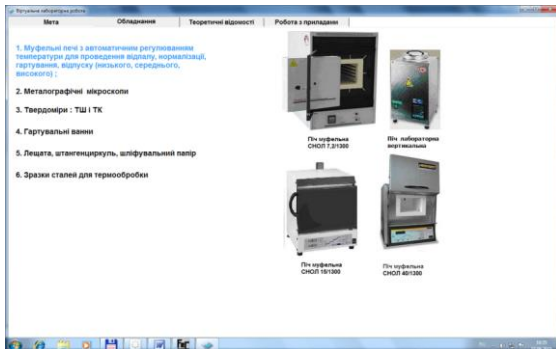 Віртуальна лабораторна робота
Мета
Обладнання
Теоретичні відомості
Робота з приладами
1. Муфельні печі з автоматичним регулюванням
температури для проведення відпалу, нормалізації,
гартування, відпуску (низького, середнього,
високого) ;
2. Металографічні мікроскопи
3. Твердоміри : ТШ і ТК
4. Гартувальні ванни
5. Лещата, штангенциркуль, шліфувальний папір
6. Зразки сталей для термообробки
Піч муфельна
СНОЛ 7,2/1300
Піч лабораторна
вертикальна
Піч муфельна
СНОЛ 15/1300
Піч муфельна
СНОЛ 40/1300